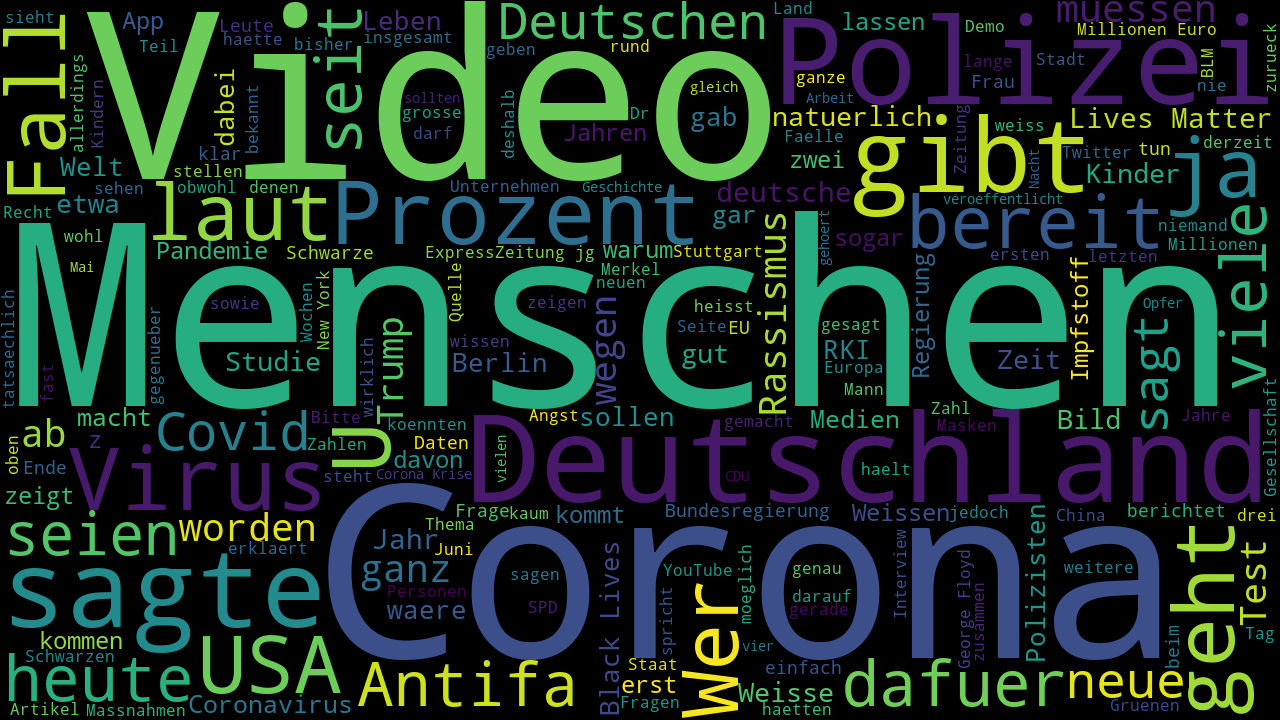 sieht
App
Teil
Leute
haette
bisher
Leben
insgesamt
Deutschen
geben
rund
Land
lassen
Demo
muessen
Millionen Euro
Fall
Video
seit
Polizei
allerdings
Kindern
dabei
bekannt
klar
stellen
Welt
sehen
obwohl
denen
sollten
grosse
darf
deshalb
Dr
Jahren
gleich
gab
ganze
Arbeit
natuerlich
Faelle
zwei
lange
Frau
Stadt
nie
BLM
zurueck
Zeitung
weiss
Lives Matter
derzeit
Twitter
tun
Nacht
Kinder
gibt
ja
Recht
etwa
laut
Prozent
Unternehmen
Geschichte
deutsche
gar
sogar
veroeffentlicht
bereit
niemand
Millionen
viele
wohl
Mai
Pandemie
Schwarze
ExpressZeitung jg
warum
Stuttgart
Merkel
neuen
Rassismus
gehoert
ersten
letzten
Menschen
tatsaechlich
fast
gegenueber
sowie
Wochen
New York
Quelle
zeigen
wegen
heisst
Seite
EU
gesagt
RKI
Europa
Mann
Regierung
Zeit
Impfstoff
Opfer
sagt
Studie
wirklich
Trump
wissen
Berlin
gut
macht
ab
z
Covid
Bitte
Zahlen
koennten
Angst
sollen
gemacht
Medien
Zahl
Masken
Bild
Jahre
Gesellschaft
oben
Ende
zeigt
Virus
U
Daten
davon
steht
Corona Krise
vielen
Deutschland
CDU
haelt
seien
worden
erklaert
Jahr
Thema
Juni
Frage
kaum
kommt
Bundesregierung
Weissen
jedoch
China
berichtet
drei
sagte
ganz
Personen
waere
Corona
sagen
SPD
Black Lives
YouTube
spricht
moeglich
genau
darauf
gerade
Interview
George Floyd
zusammen
Polizisten
weitere
geht
Test
Tag
kommen
Schwarzen
heute
USA
Artikel
Massnahmen
Coronavirus
Antifa
Staat
erst
Fragen
Wer
vier
einfach
Weisse
haetten
dafuer
neue
Gruenen
beim